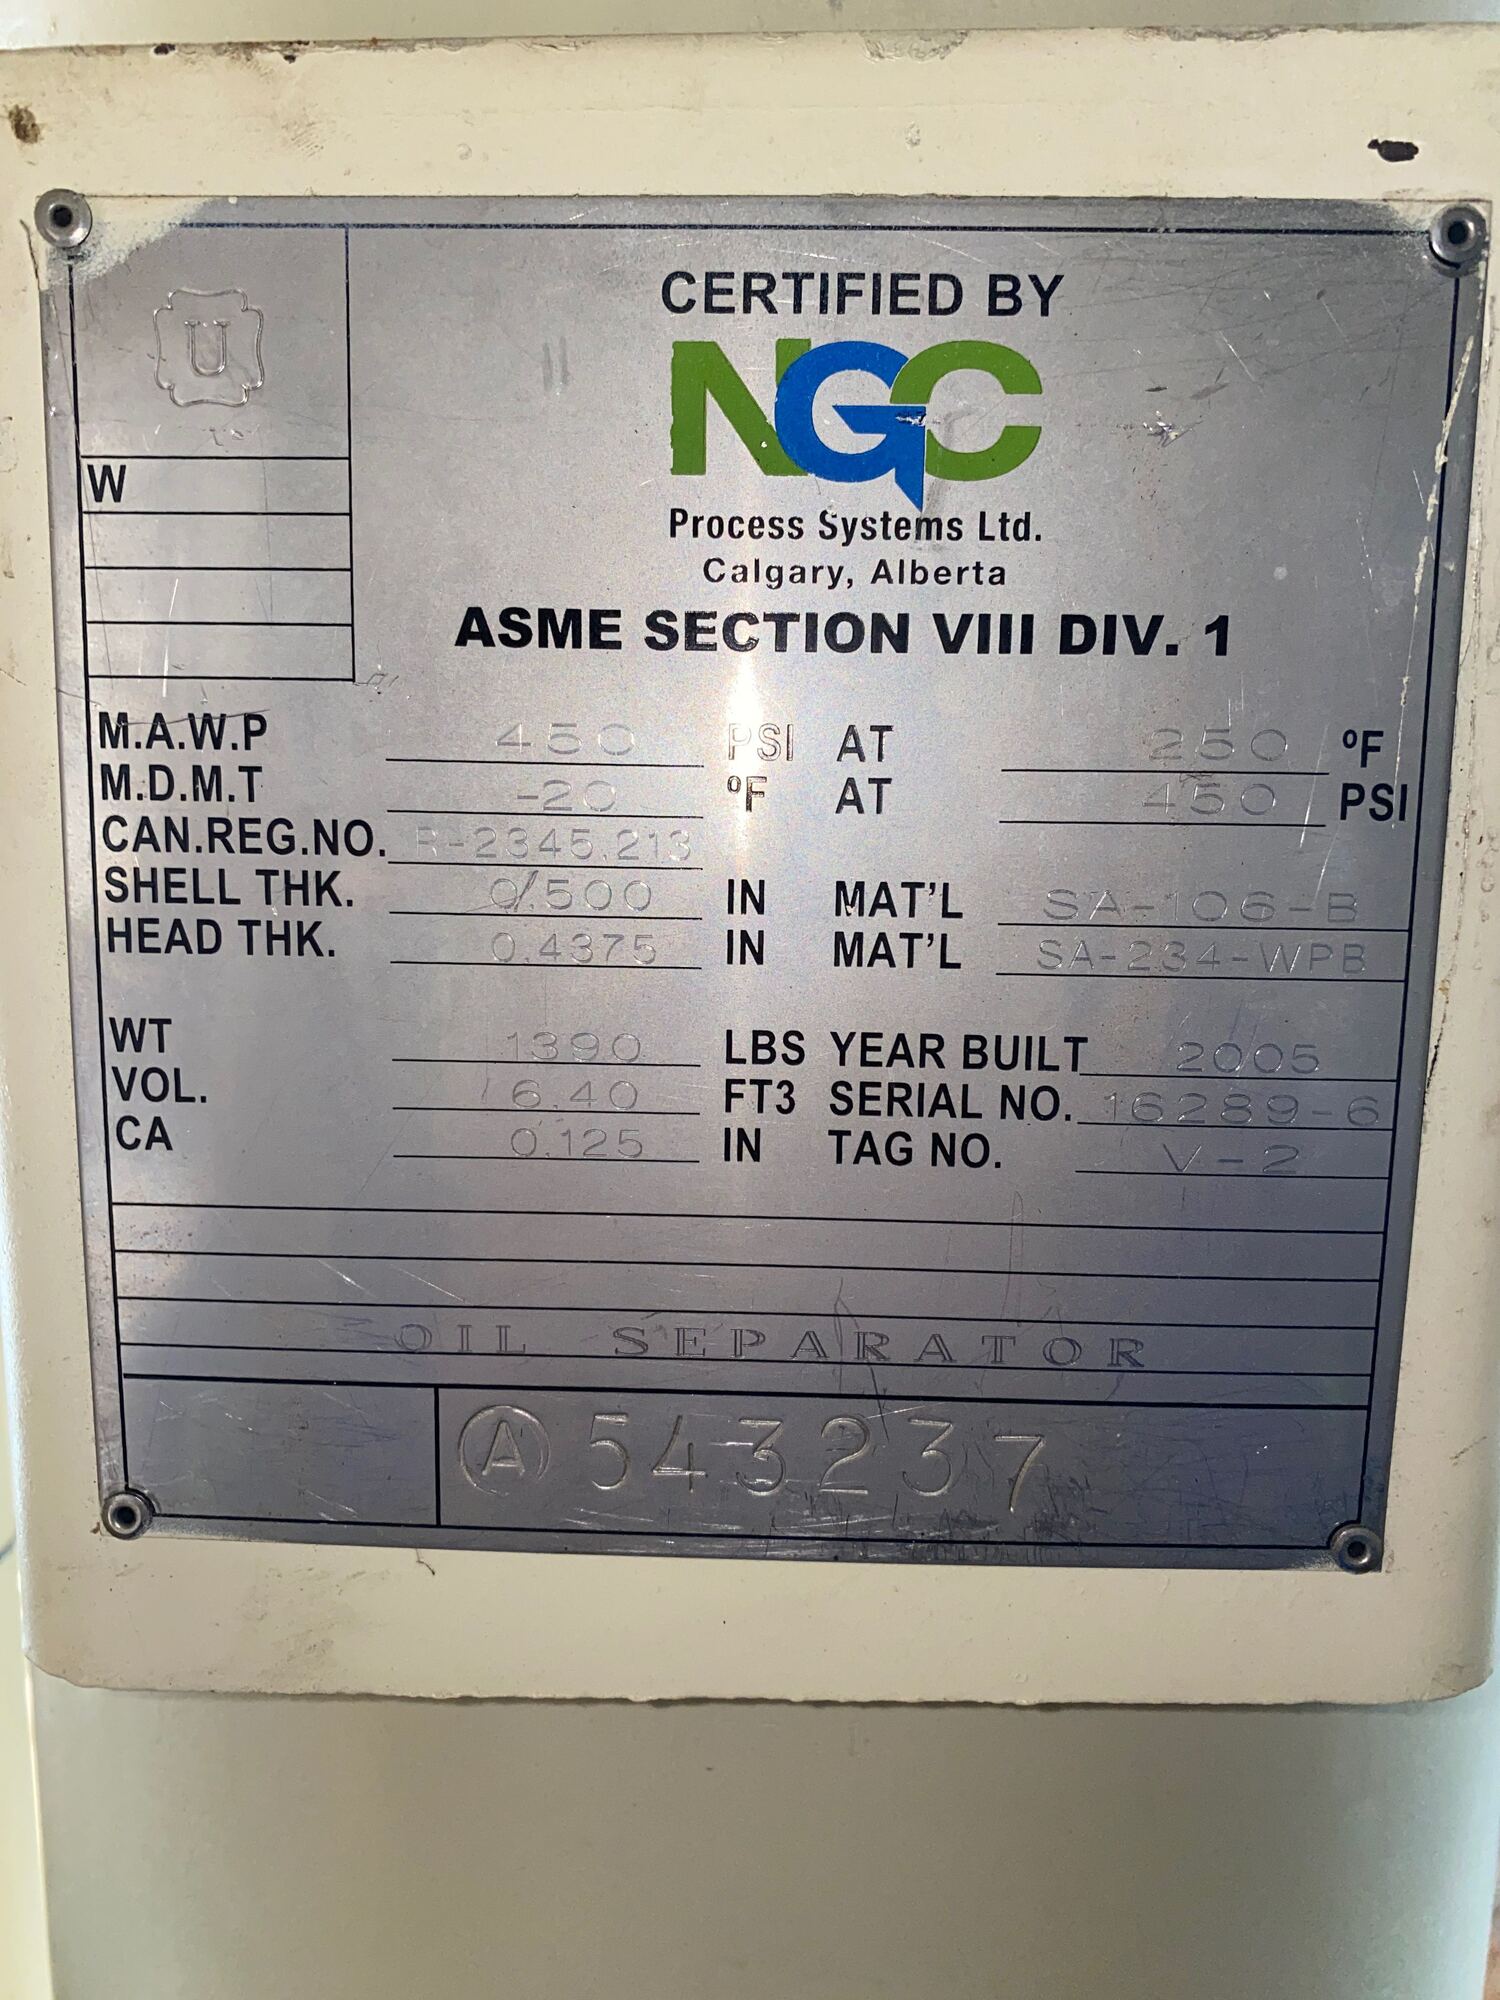 U
CERTIFIED BY
NGC
W
Process Systems Ltd.
Calgary, Alberta
ASME SECTION VIII DIV. 1
M.A.W.P 450 PSI AT 250 ºF
M.D.M.T -20 ºF AT 450 PSI
CAN.REG.NO. R-2345.213
SHELL THK. 0.500 IN MAT'L SA-106-B
HEAD THK. 0.4375 IN MAT'L SA-234-WPB
WT 1390 LBS YEAR BUILT 2005
VOL. 6.40 FT3 SERIAL NO. 16289-6
CA 0.125 IN TAG NO. V-2
OIL SEPARATOR
A 543237